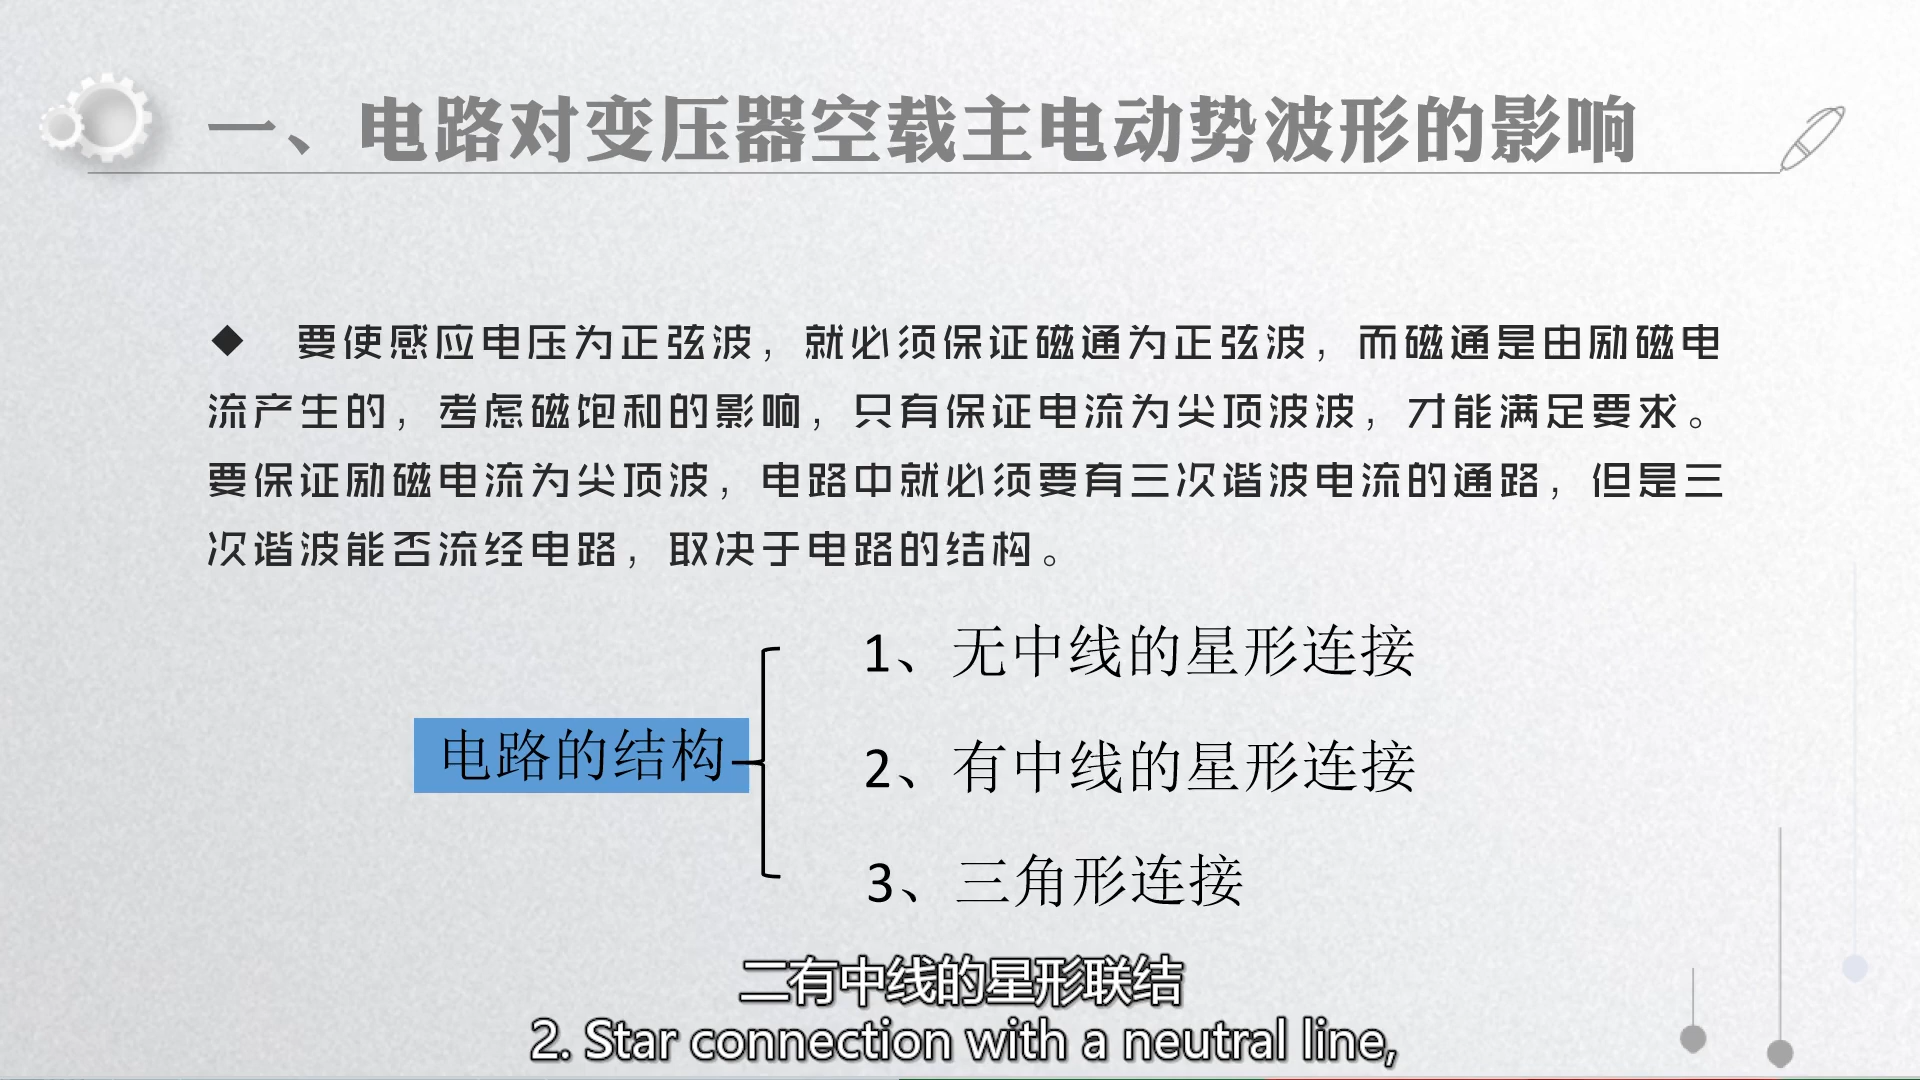 一、电路对变压器空载主电动势波形的影响
◆ 要使感应电压为正弦波，就必须保证磁通为正弦波，而磁通是由励磁电
流产生的，考虑磁饱和的影响，只有保证电流为尖顶波波，才能满足要求。
要保证励磁电流为尖顶波，电路中就必须要有三次谐波电流的通路，但是三
次谐波能否流经电路，取决于电路的结构。
电路的结构
1、无中线的星形连接
2、有中线的星形连接
3、三角形连接
二有中线的星形联结
2. Star connection with a neutral line,